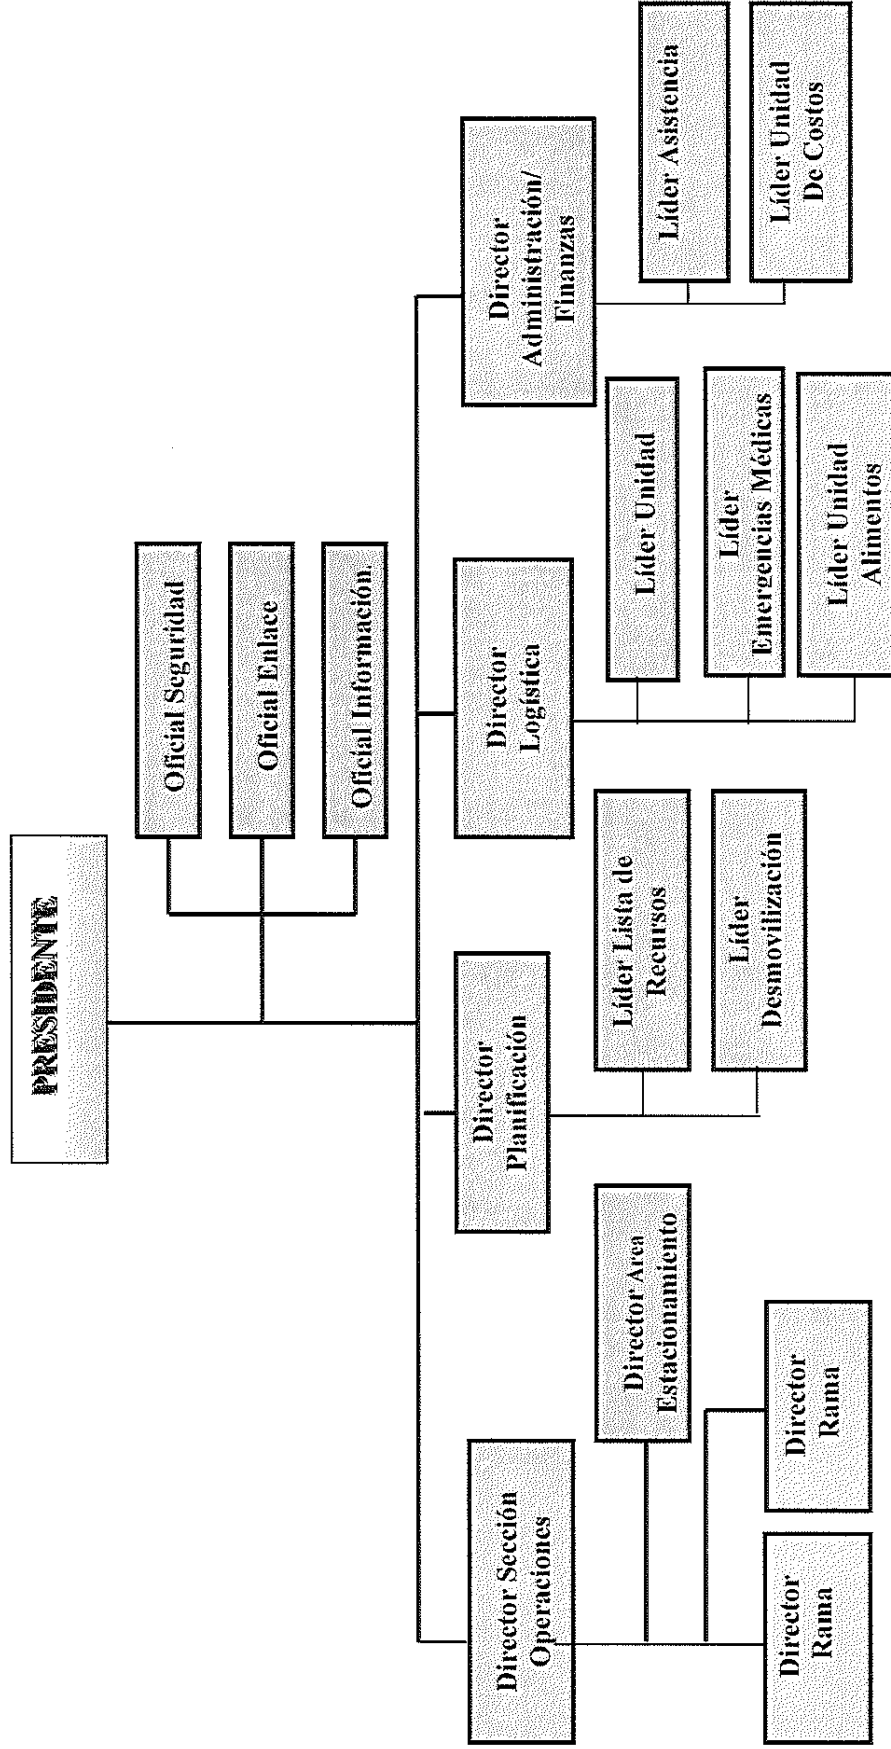 PRESIDENTE
Oficial Seguridad
Oficial Enlace
Oficial Información
Director Sección
Operaciones
Director Area
Estacionamiento
Director
Rama
Director
Rama
Director
Planificación
Líder Lista de
Recursos
Líder
Desmovilización
Director
Logística
Líder Unidad
Líder
Emergencias Médicas
Líder Unidad
Alimentos
Director
Administración/
Finanzas
Líder Asistencia
Líder Unidad
De Costos